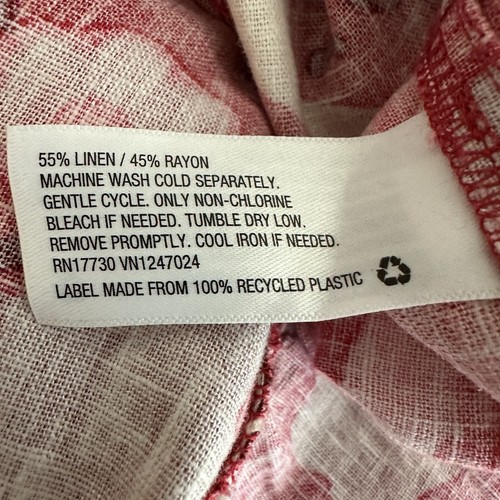 55% LINEN / 45% RAYON
MACHINE WASH COLD SEPARATELY.
GENTLE CYCLE. ONLY NON-CHLORINE
BLEACH IF NEEDED. TUMBLE DRY LOW.
REMOVE PROMPTLY. COOL IRON IF NEEDED.
RN17730 VN1247024
LABEL MADE FROM 100% RECYCLED PLASTIC